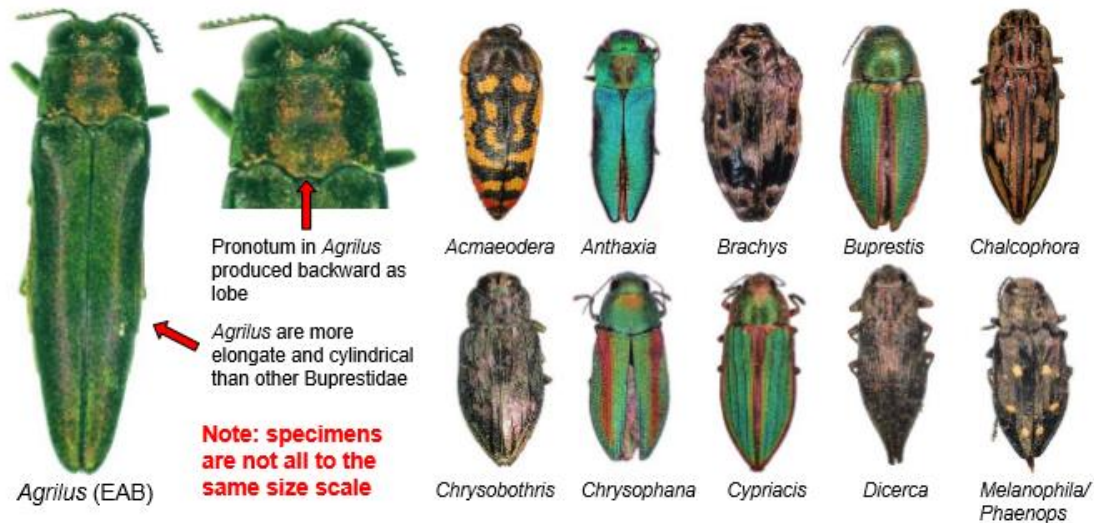 Pronotum in Agrilus
produced backward as
lobe
Agrilus are more
elongate and cylindrical
than other Buprestidae
Note: specimens
are not all to the
same size scale
Agrilus (EAB)
Acmaeodera
Anthaxia
Brachys
Buprestis
Chalcophora
Chrysobothris
Chrysophana
Cypriacis
Dicerca
Melanophila/
Phaenops